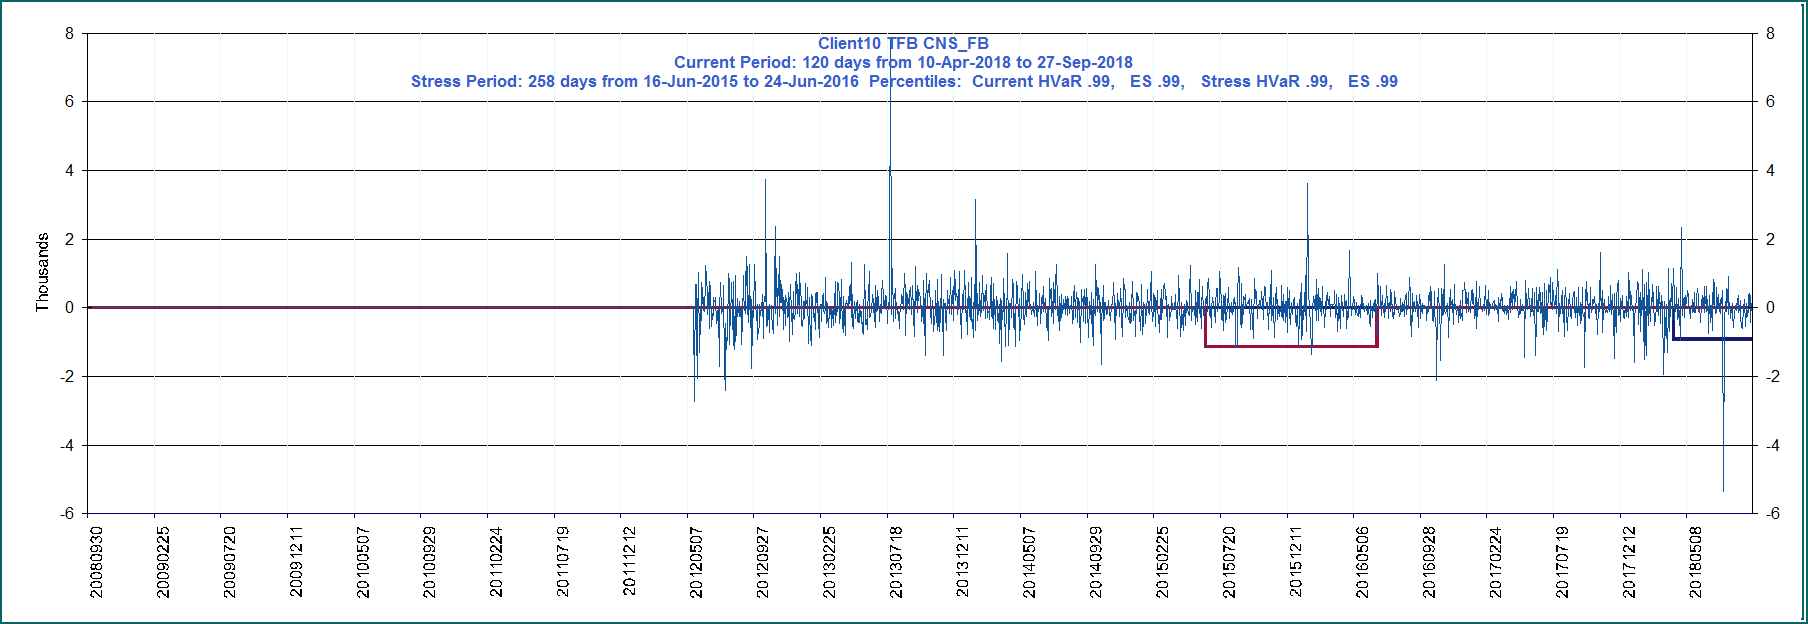 Client10 TFB CNS_FB
Current Period: 120 days from 10-Apr-2018 to 27-Sep-2018
Stress Period: 258 days from 16-Jun-2015 to 24-Jun-2016  Percentiles:  Current HVaR .99,   ES .99,   Stress HVaR .99,   ES .99
8 8
6 6
4 4
2 2
Thousands
0 0
-2 -2
-4 -4
-6 -6
20080930 20090225 20090720 20091211 20100507 20100929 20110224 20110719 20111212 20120507 20120927 20130225 20130718 20131211 20140507 20140929 20150225 20150720 20151211 20160506 20160928 20170224 20170719 20171212 20180508